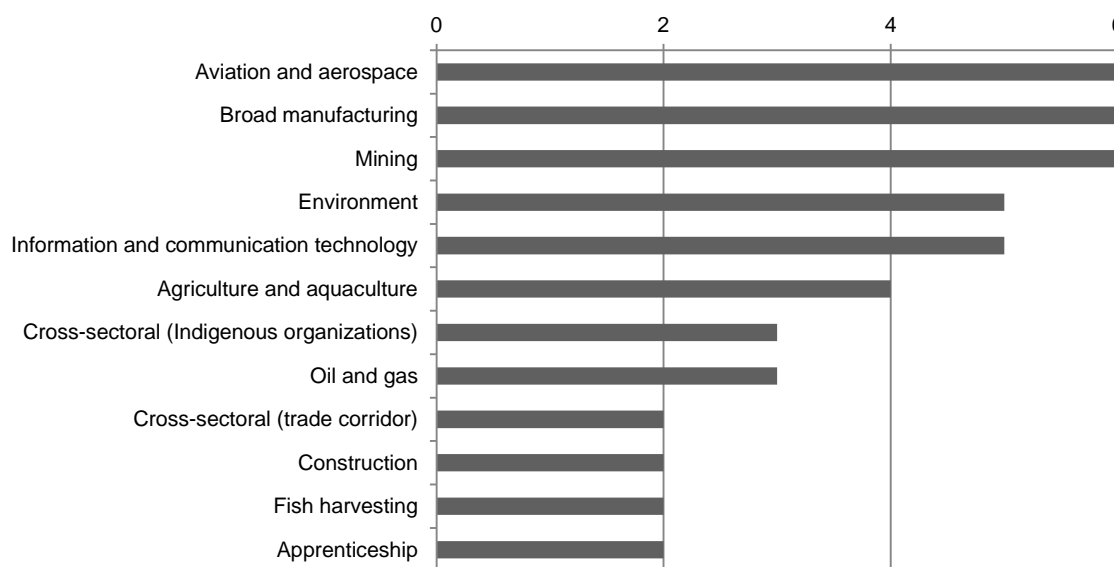 0 2 4
Aviation and aerospace
Broad manufacturing
Mining
Environment
Information and communication technology
Agriculture and aquaculture
Cross-sectoral (Indigenous organizations)
Oil and gas
Cross-sectoral (trade corridor)
Construction
Fish harvesting
Apprenticeship